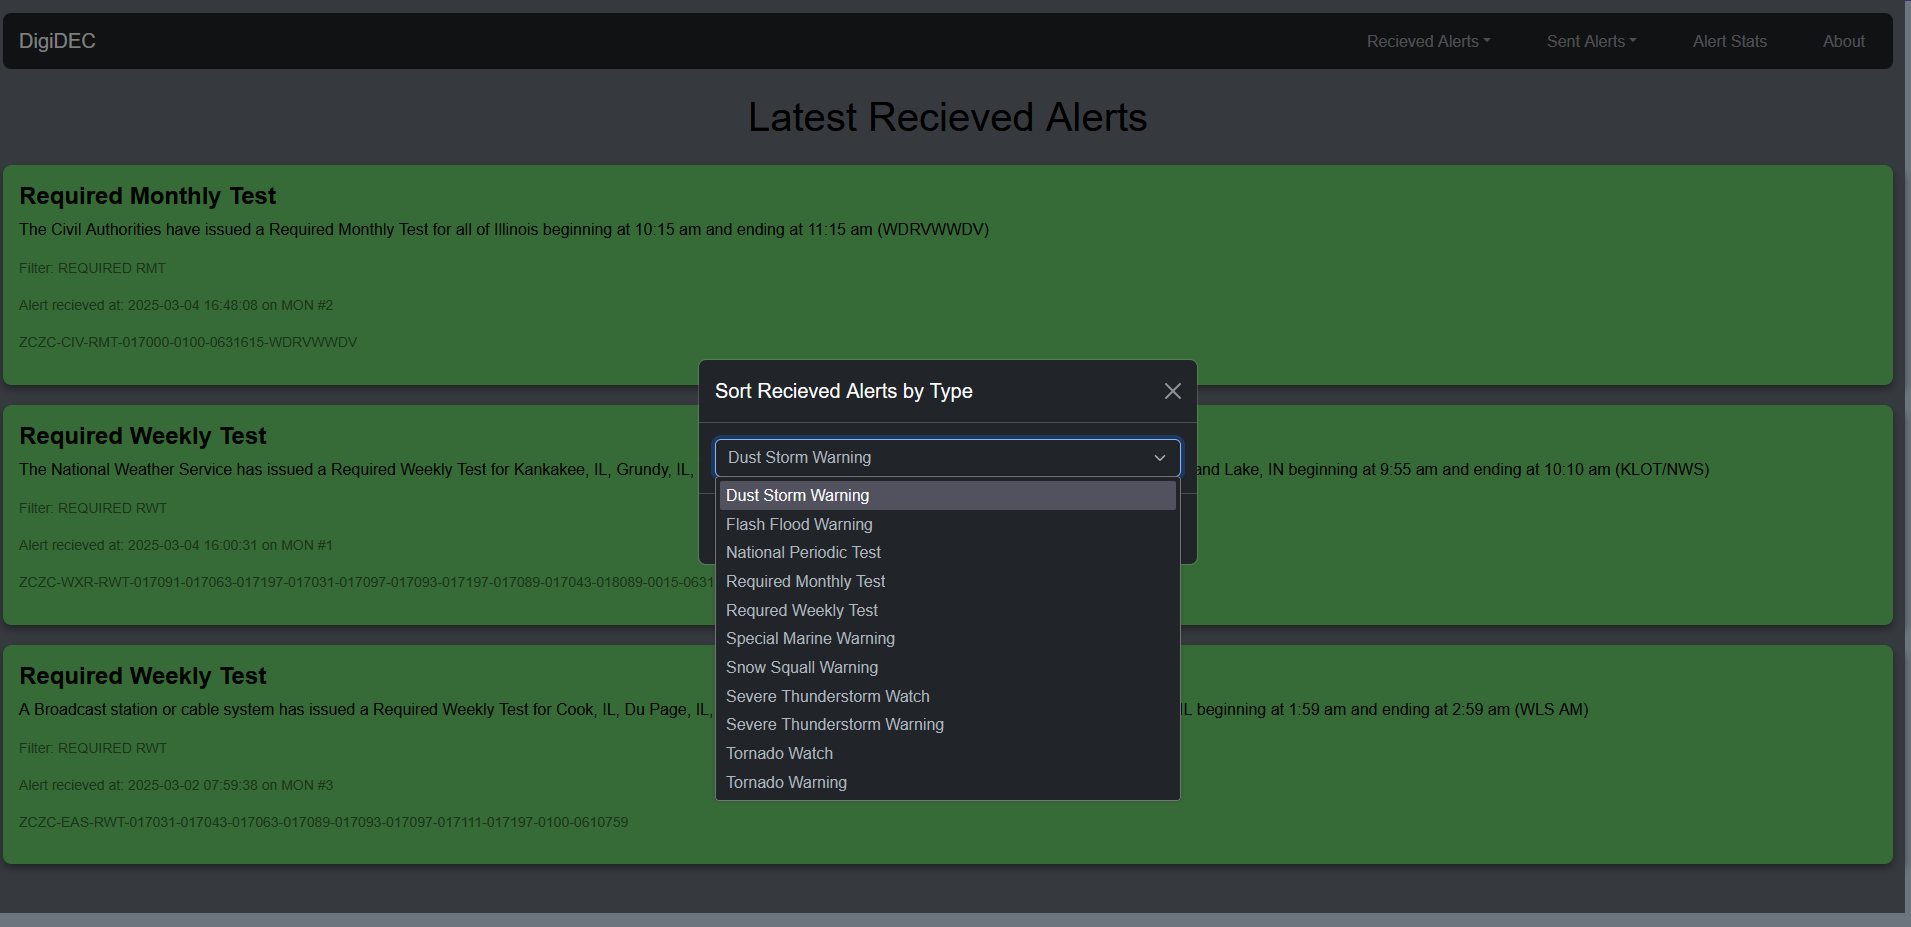 DigiDEC
Recieved Alerts
Sent Alerts
Alert Stats
About
Latest Recieved Alerts
Required Monthly Test
The Civil Authorities have issued a Required Monthly Test for all of Illinois beginning at 10:15 am and ending at 11:15 am (WDRVWWDV)
Filter: REQUIRED RMT
Alert recieved at: 2025-03-04 16:48:08 on MON #2
ZCZC-CIV-RMT-017000-0100-0631615-WDRVWWDV
Required Weekly Test
The National Weather Service has issued a Required Weekly Test for Kankakee, IL, Grundy, IL, and Lake, IN beginning at 9:55 am and ending at 10:10 am (KLOT/NWS)
Filter: REQUIRED RWT
Alert recieved at: 2025-03-04 16:00:31 on MON #1
ZCZC-WXR-RWT-017091-017063-017197-017031-017097-017093-017197-017089-017043-018089-0015-0631
Required Weekly Test
A Broadcast station or cable system has issued a Required Weekly Test for Cook, IL, Du Page, IL, IL beginning at 1:59 am and ending at 2:59 am (WLS AM)
Filter: REQUIRED RWT
Alert recieved at: 2025-03-02 07:59:38 on MON #3
ZCZC-EAS-RWT-017031-017043-017063-017089-017093-017097-017111-017197-0100-0610759
Sort Recieved Alerts by Type
Dust Storm Warning
Dust Storm Warning
Flash Flood Warning
National Periodic Test
Required Monthly Test
Requred Weekly Test
Special Marine Warning
Snow Squall Warning
Severe Thunderstorm Watch
Severe Thunderstorm Warning
Tornado Watch
Tornado Warning